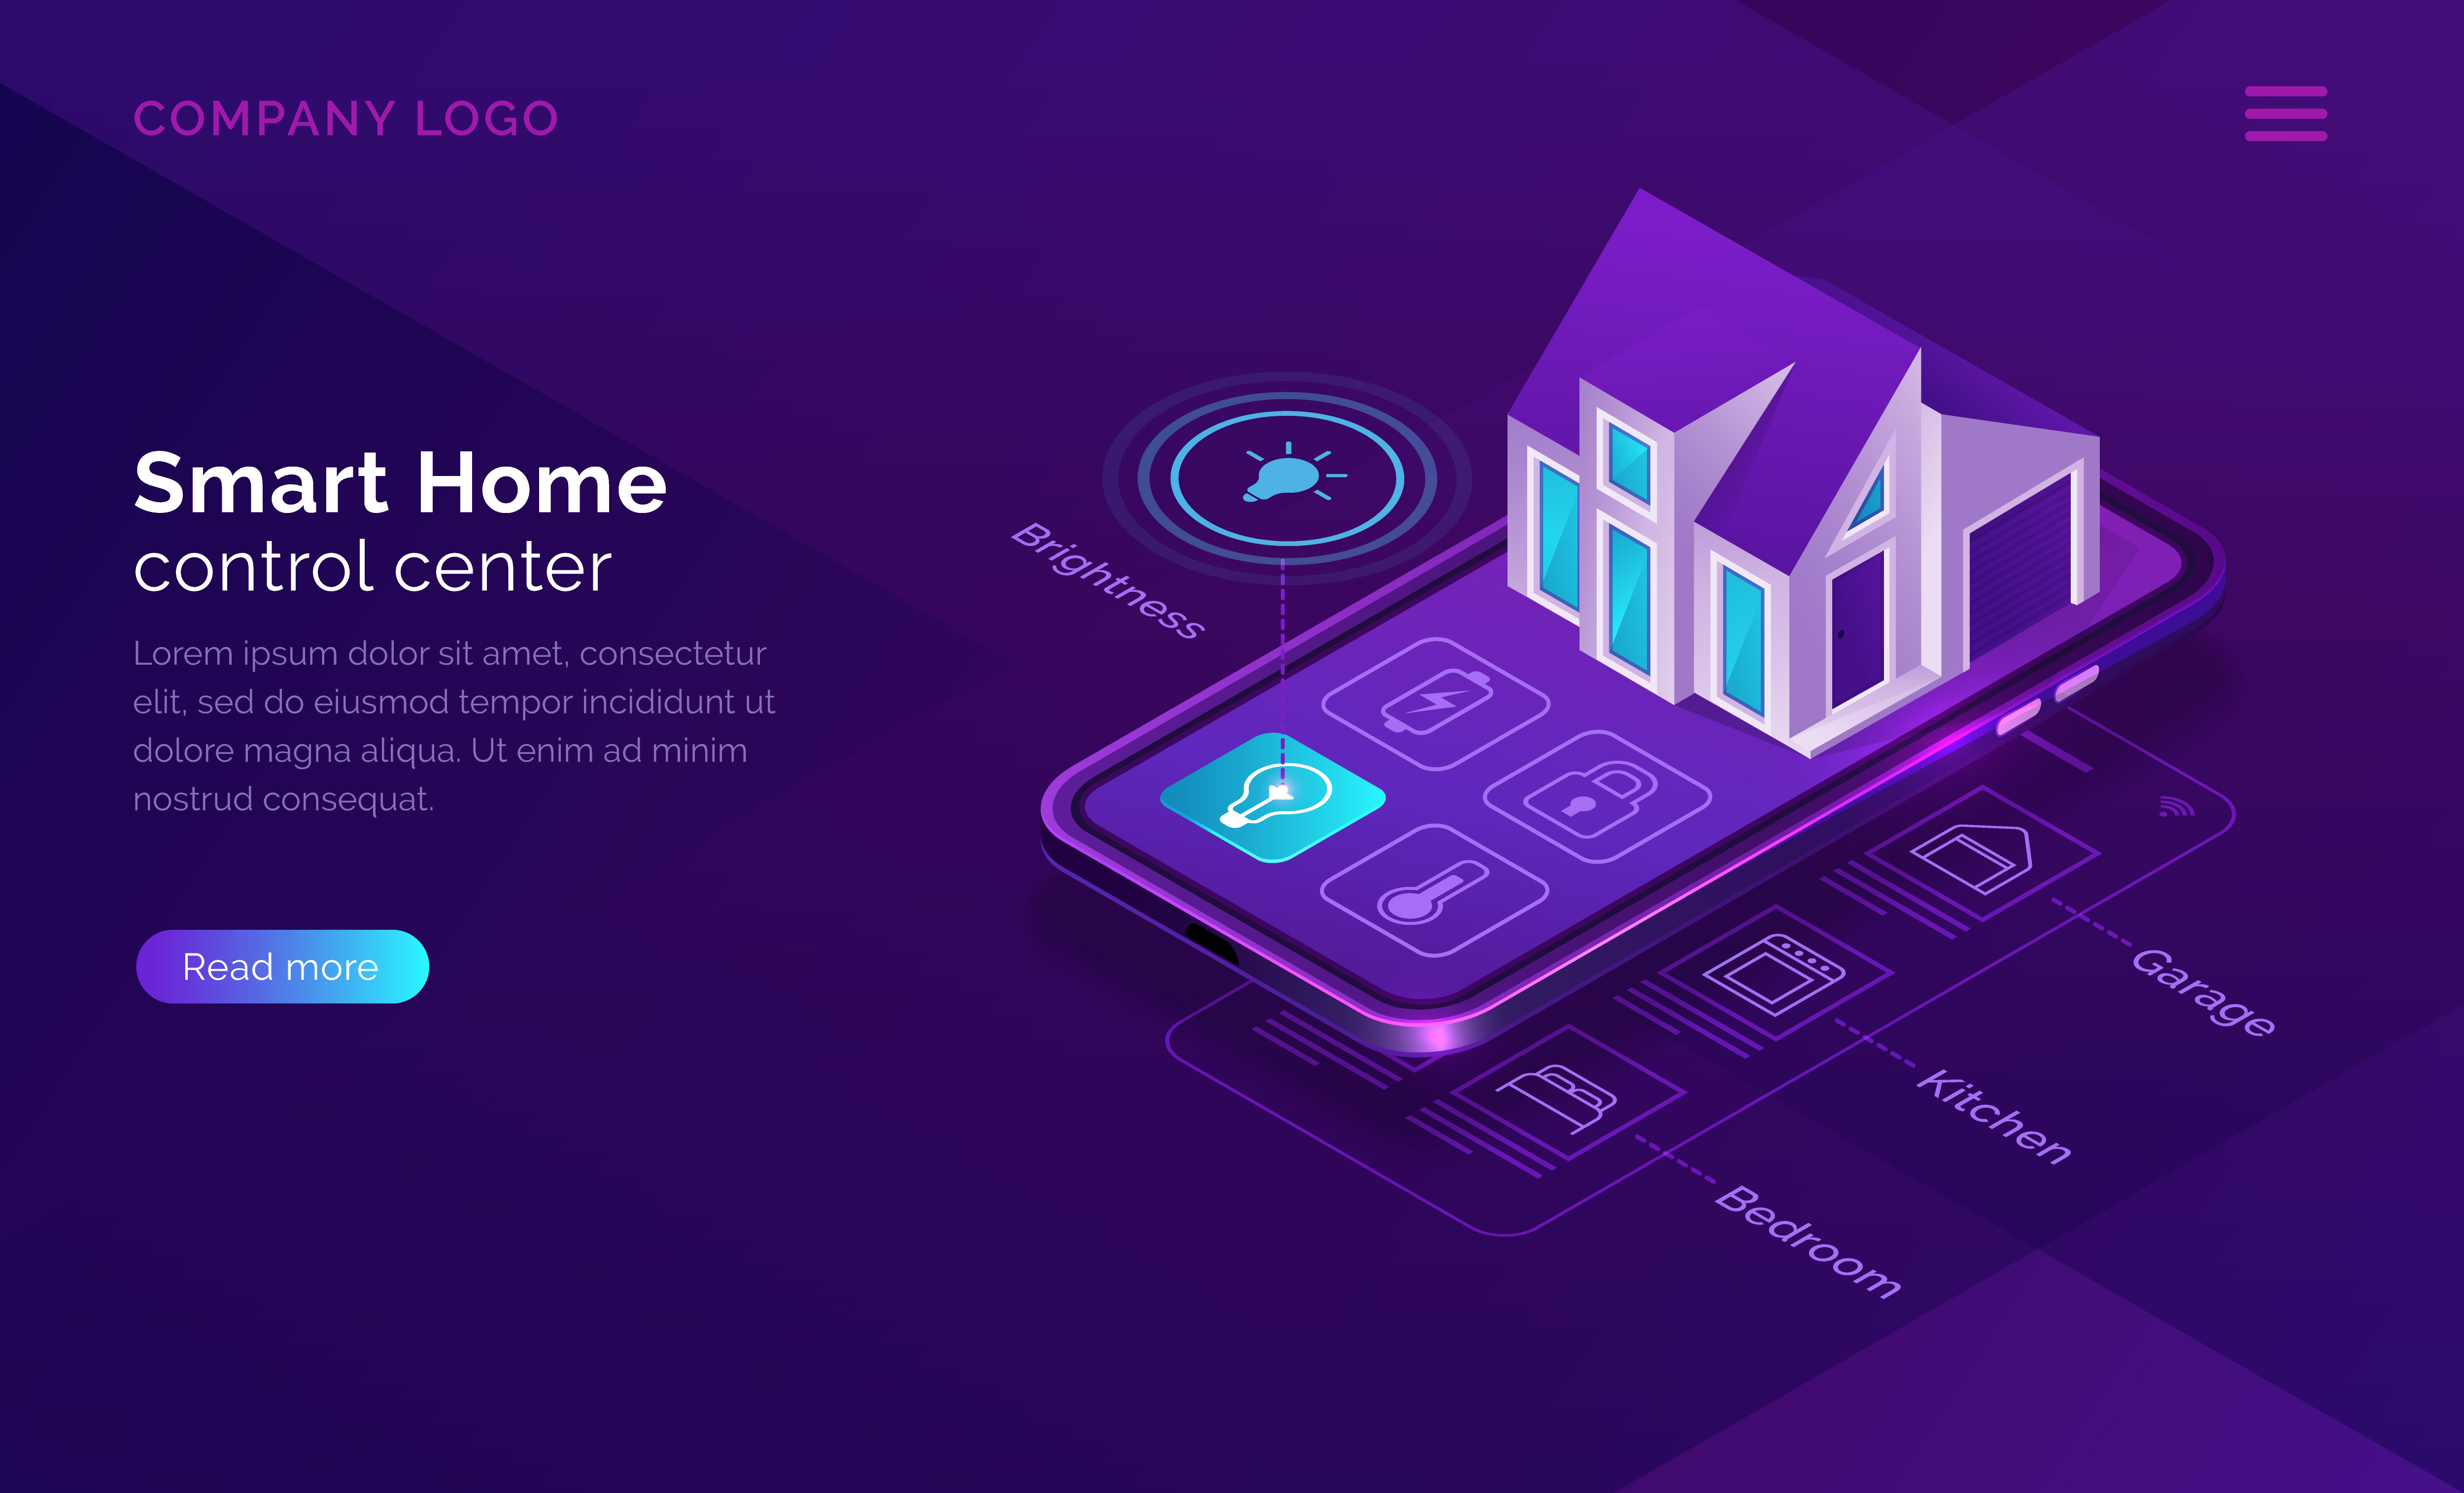 COMPANY LOGO
Smart Home
control center
Lorem ipsum dolor sit amet, consectetur
elit, sed do eiusmod tempor incididunt ut
dolore magna aliqua. Ut enim ad minim
nostrud consequat.
Read more
Brightness
Garage
Kitchen
Bedroom